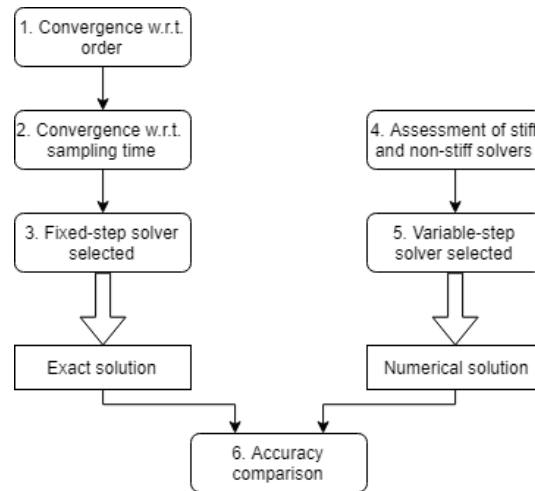 1. Convergence w.r.t.
order
2. Convergence w.r.t.
sampling time
3. Fixed-step solver
selected
Exact solution
4. Assessment of stiff
and non-stiff solvers
5. Variable-step
solver selected
Numerical solution
6. Accuracy
comparison